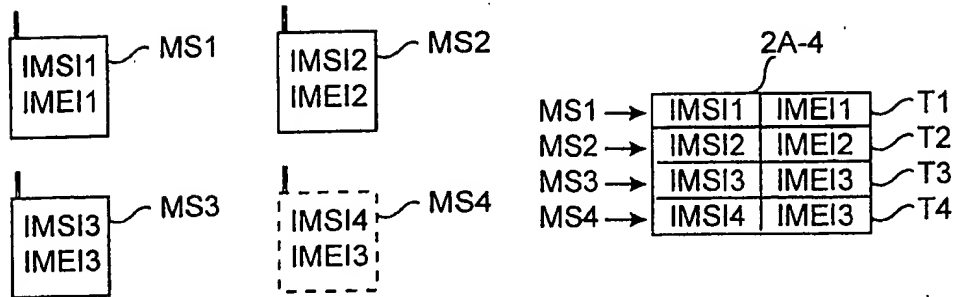 IMSI1
IMEI1
MS1
IMSI2
IMEI2
MS2
IMSI3
IMEI3
MS3
IMSI4
IMEI3
MS4
2A-4
MS1 → IMSI1 IMEI1 T1
MS2 → IMSI2 IMEI2 T2
MS3 → IMSI3 IMEI3 T3
MS4 → IMSI4 IMEI3 T4